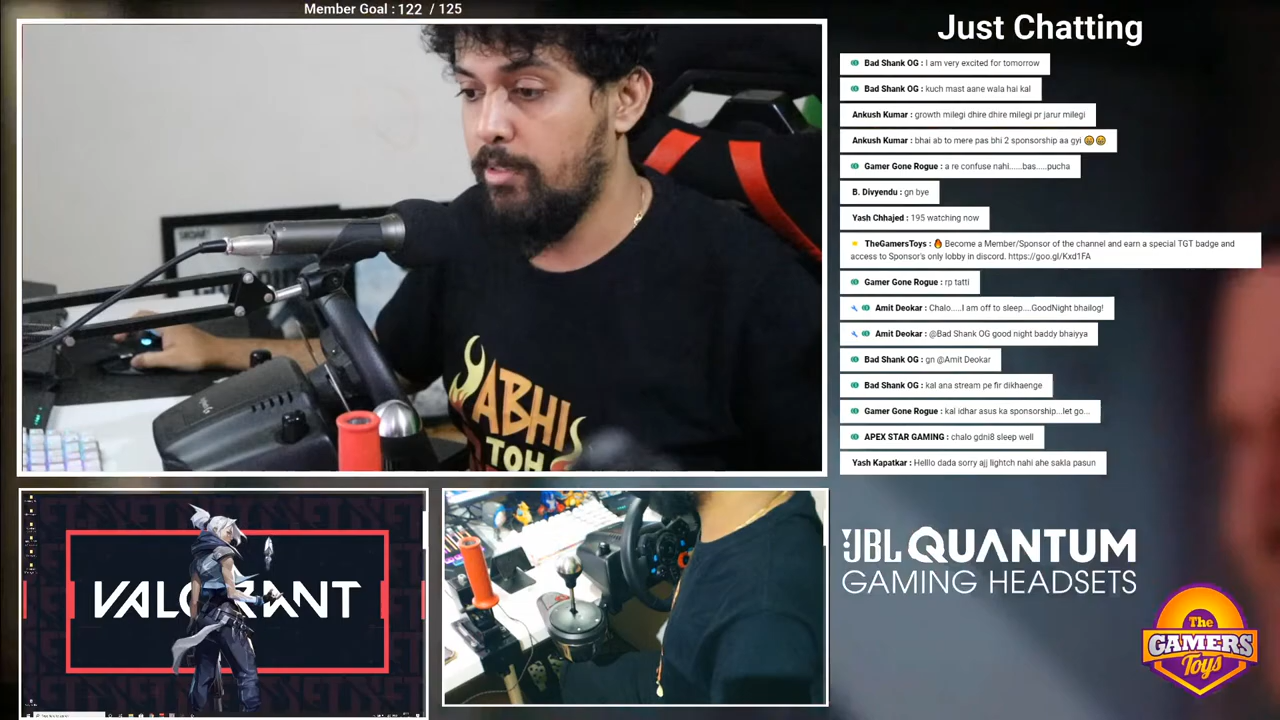 Member Goal : 122 / 125
Just Chatting
Bad Shank OG : I am very excited for tomorrow
Bad Shank OG : kuch mast aane wala hai kal
Ankush Kumar : growth milegi dhire dhire milegi pr jarur milegi
Ankush Kumar : bhai ab to mere pas bhi 2 sponsorship aa gyi
Gamer Gone Rogue : a re confuse nahi......bas.....pucha
B. Divyendu : gn bye
Yash Chhajed : 195 watching now
TheGamersToys : 🔥 Become a Member/Sponsor of the channel and earn a special TGT badge and
access to Sponsor's only lobby in discord. https://goo.gl/Kxd1FA
Gamer Gone Rogue : rp tatti
Amit Deokar : Chalo.....I am off to sleep....GoodNight bhailog!
Amit Deokar : @Bad Shank OG good night baddy bhaiyya
Bad Shank OG : gn @Amit Deokar
Bad Shank OG : kal ana stream pe fir dikhaenge
Gamer Gone Rogue : kal idhar asus ka sponsorship...let go...
APEX STAR GAMING : chalo gdni8 sleep well
Yash Kapatkar : Helllo dada sorry ajj lightch nahi ahe sakla pasun
ABHI
TOH
VALORANT
JBL QUANTUM
GAMING HEADSETS
The
GAMERS
Toys